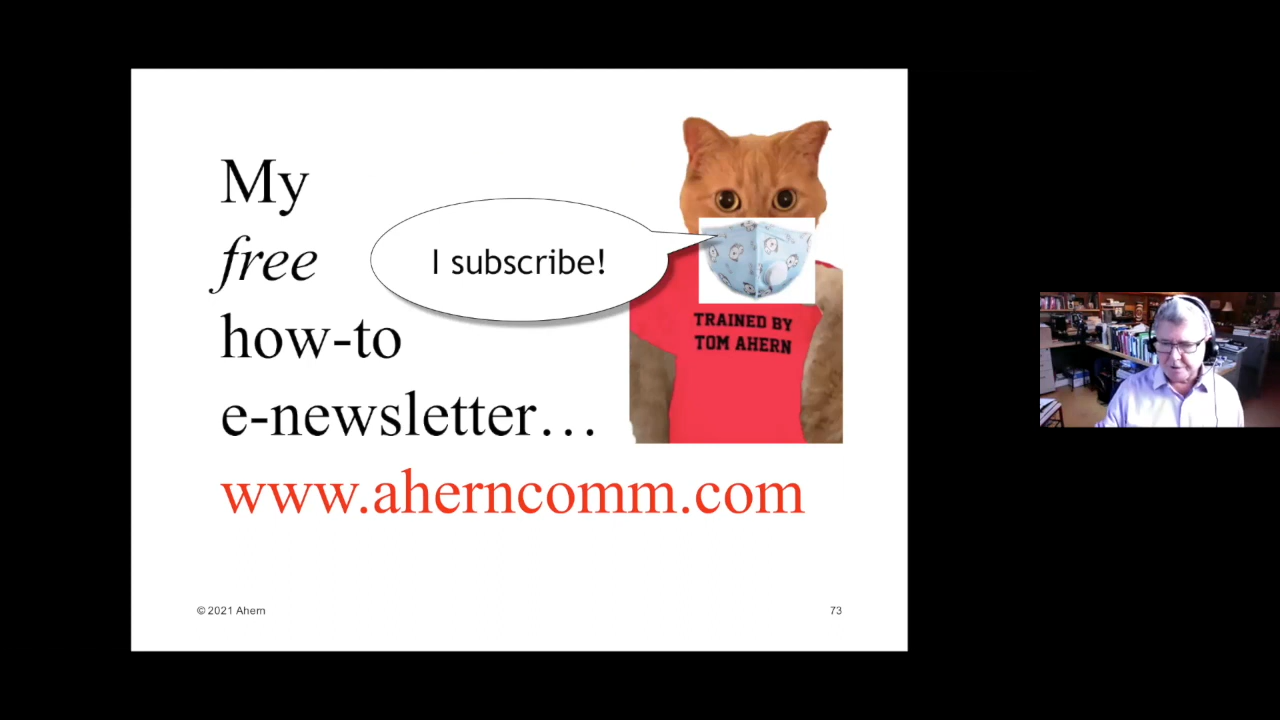 My
free
I subscribe!
how-to
TRAINED BY
TOM AHERN
e-newsletter…
www.aherncomm.com
© 2021 Ahern
73